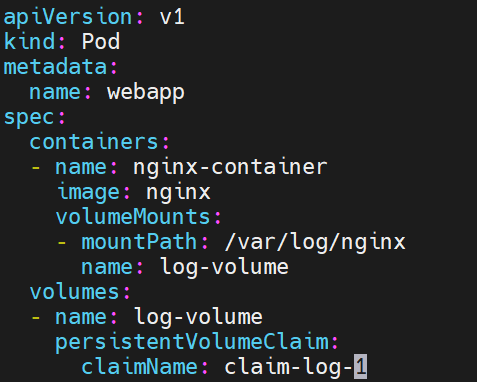 apiVersion: v1
kind: Pod
metadata:
  name: webapp
spec:
  containers:
  - name: nginx-container
    image: nginx
    volumeMounts:
    - mountPath: /var/log/nginx
      name: log-volume
  volumes:
  - name: log-volume
    persistentVolumeClaim:
      claimName: claim-log-1